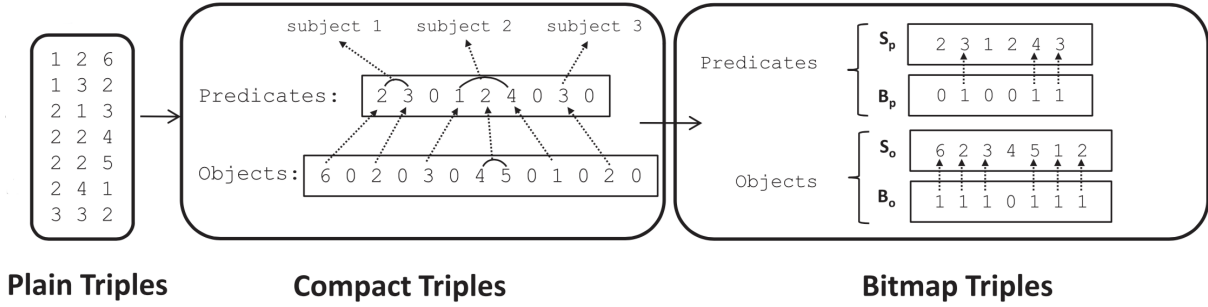 1 2 6
1 3 2
2 1 3
2 2 4
2 2 5
2 4 1
3 3 2
Plain Triples
subject 1 subject 2 subject 3
Predicates: 2 3 0 1 2 4 0 3 0
Objects: 6 0 2 0 3 0 4 5 0 1 0 2 0
Compact Triples
Predicates
Sp 2 3 1 2 4 3
Bp 0 1 0 0 1 1
Objects
So 6 2 3 4 5 1 2
Bo 1 1 1 0 1 1 1
Bitmap Triples